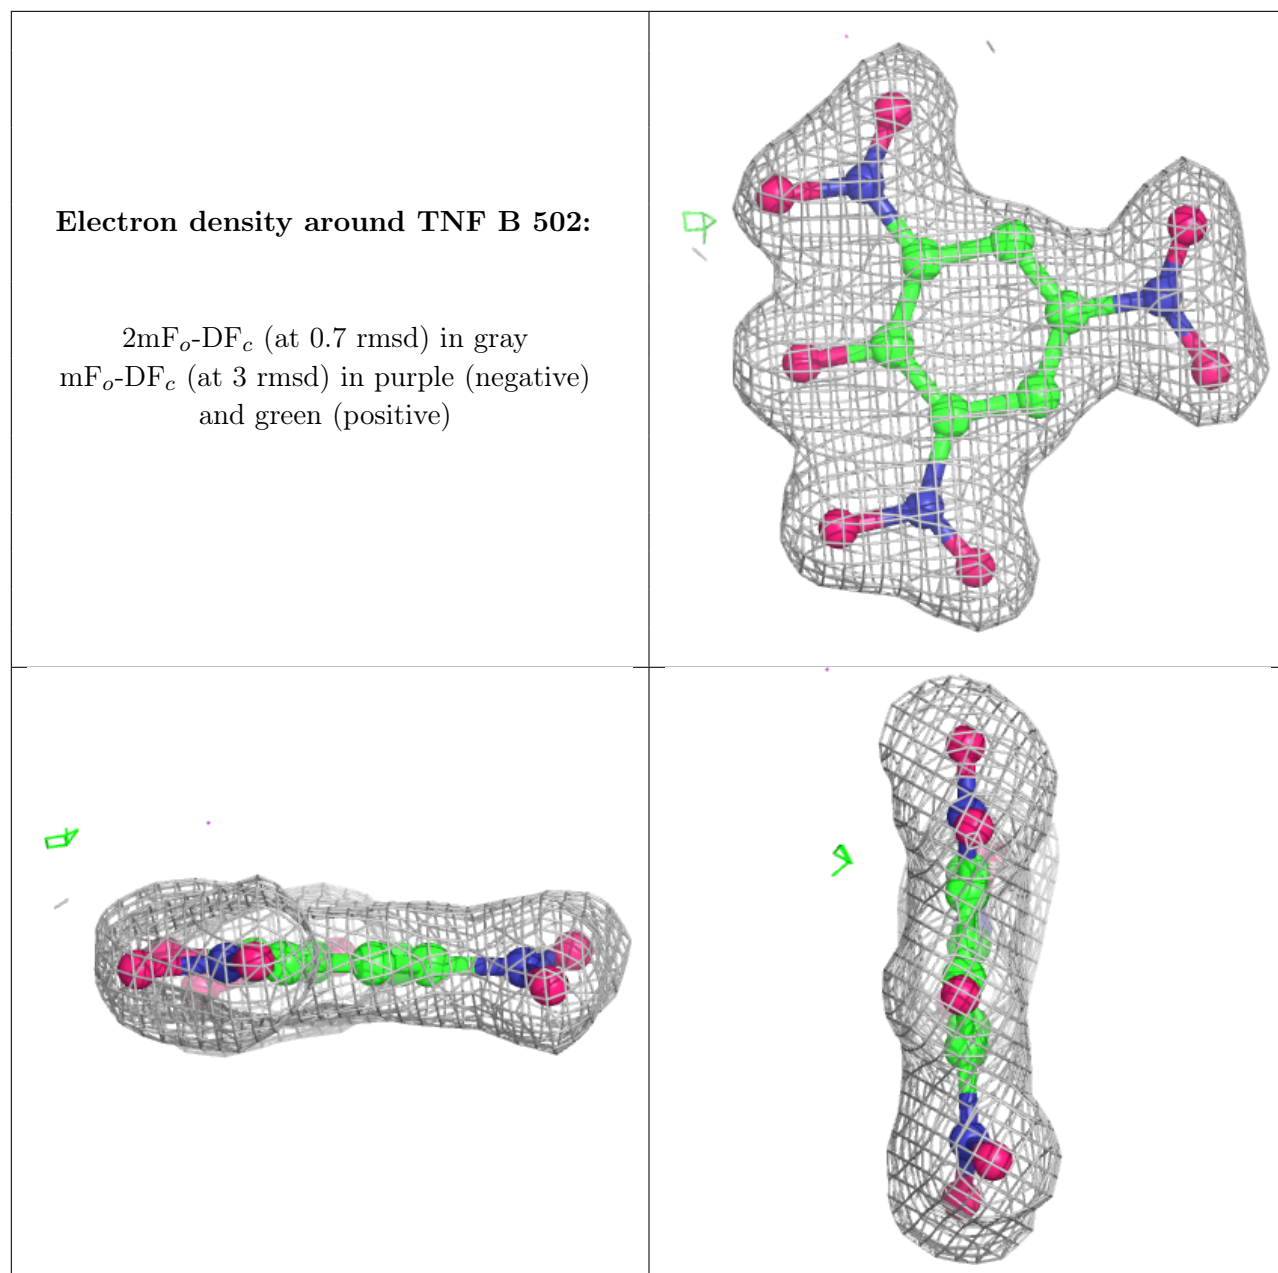 Electron density around TNF B 502:
2mFo-DFc (at 0.7 rmsd) in gray
mFo-DFc (at 3 rmsd) in purple (negative)
and green (positive)